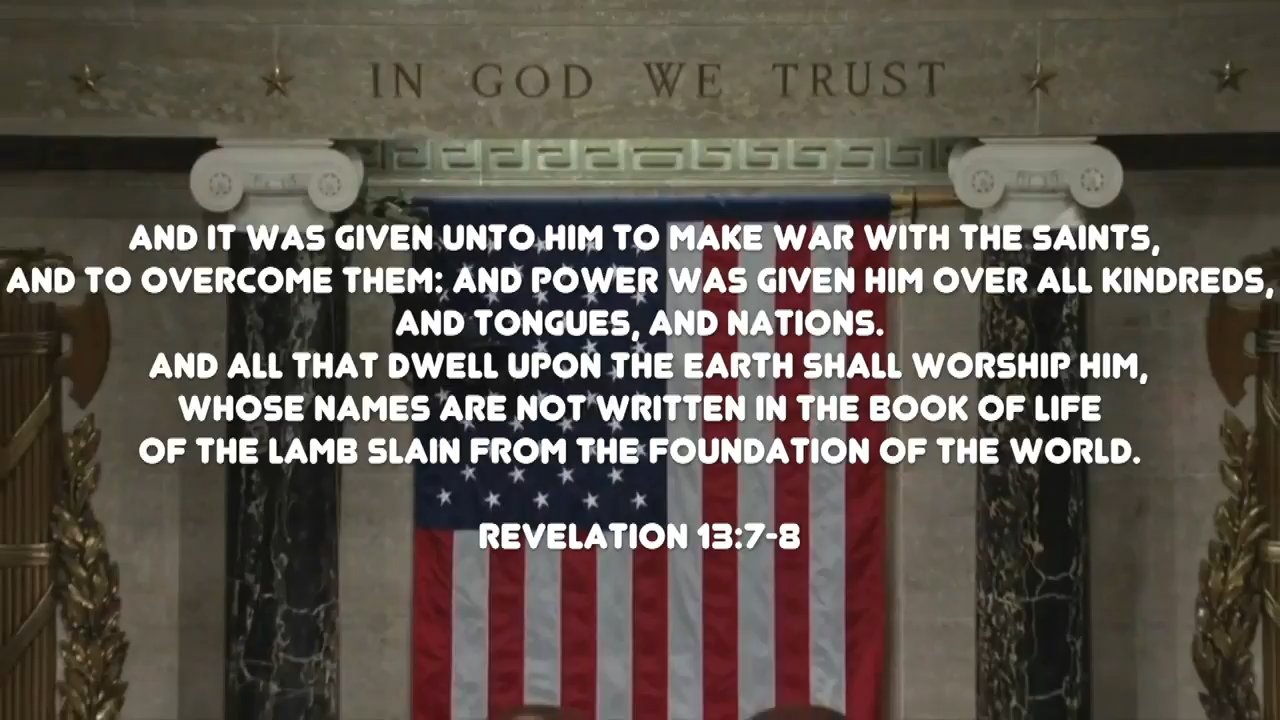 IN GOD WE TRUST
AND IT WAS GIVEN UNTO HIM TO MAKE WAR WITH THE SAINTS,
AND TO OVERCOME THEM: AND POWER WAS GIVEN HIM OVER ALL KINDREDS,
AND TONGUES, AND NATIONS.
AND ALL THAT DWELL UPON THE EARTH SHALL WORSHIP HIM,
WHOSE NAMES ARE NOT WRITTEN IN THE BOOK OF LIFE
OF THE LAMB SLAIN FROM THE FOUNDATION OF THE WORLD.
REVELATION 13:7-8